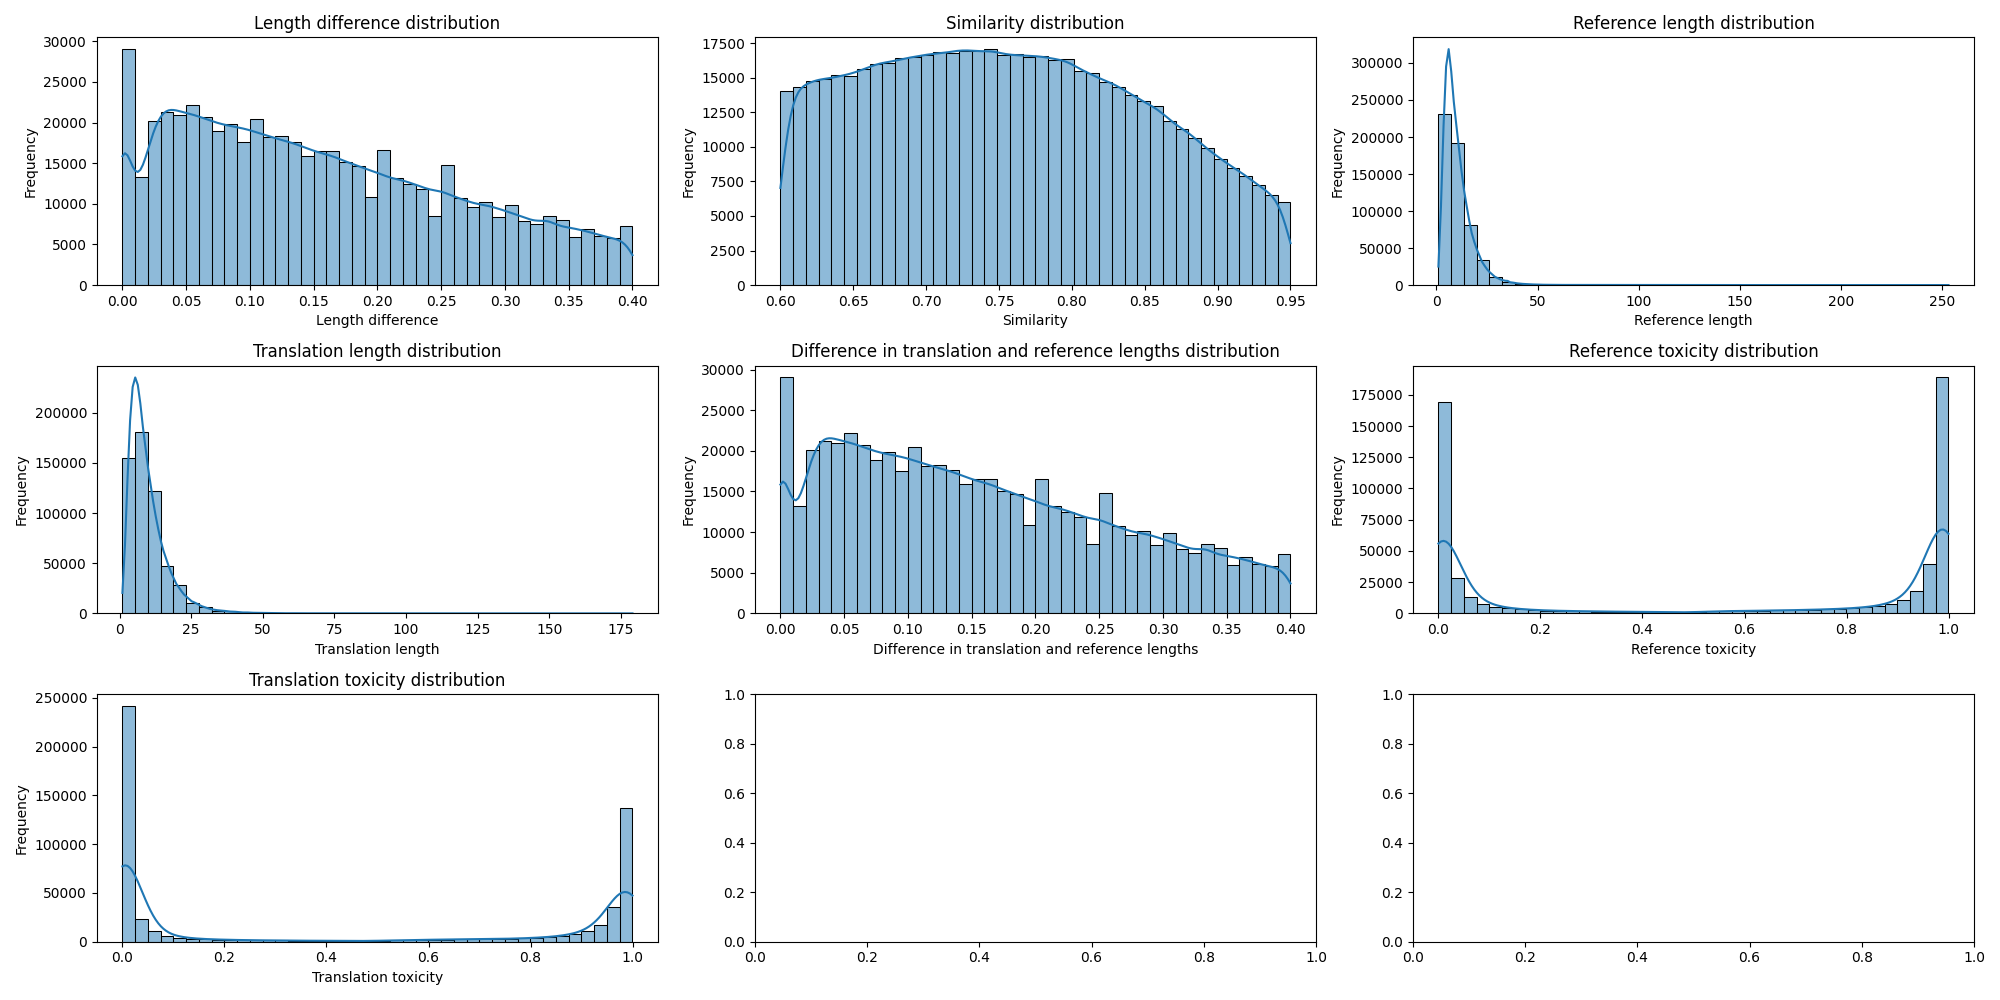 Length difference distribution
Frequency
30000
25000
20000
15000
10000
5000
0
0.00 0.05 0.10 0.15 0.20 0.25 0.30 0.35 0.40
Length difference
Similarity distribution
Frequency
17500
15000
12500
10000
7500
5000
2500
0
0.60 0.65 0.70 0.75 0.80 0.85 0.90 0.95
Similarity
Reference length distribution
Frequency
300000
250000
200000
150000
100000
50000
0
0 50 100 150 200 250
Reference length
Translation length distribution
Frequency
200000
150000
100000
50000
0
0 25 50 75 100 125 150 175
Translation length
Difference in translation and reference lengths distribution
Frequency
30000
25000
20000
15000
10000
5000
0
0.00 0.05 0.10 0.15 0.20 0.25 0.30 0.35 0.40
Difference in translation and reference lengths
Reference toxicity distribution
Frequency
175000
150000
125000
100000
75000
50000
25000
0
0.0 0.2 0.4 0.6 0.8 1.0
Reference toxicity
Translation toxicity distribution
Frequency
250000
200000
150000
100000
50000
0
0.0 0.2 0.4 0.6 0.8 1.0
Translation toxicity
1.0
0.8
0.6
0.4
0.2
0.0
0.0 0.2 0.4 0.6 0.8 1.0
1.0
0.8
0.6
0.4
0.2
0.0
0.0 0.2 0.4 0.6 0.8 1.0